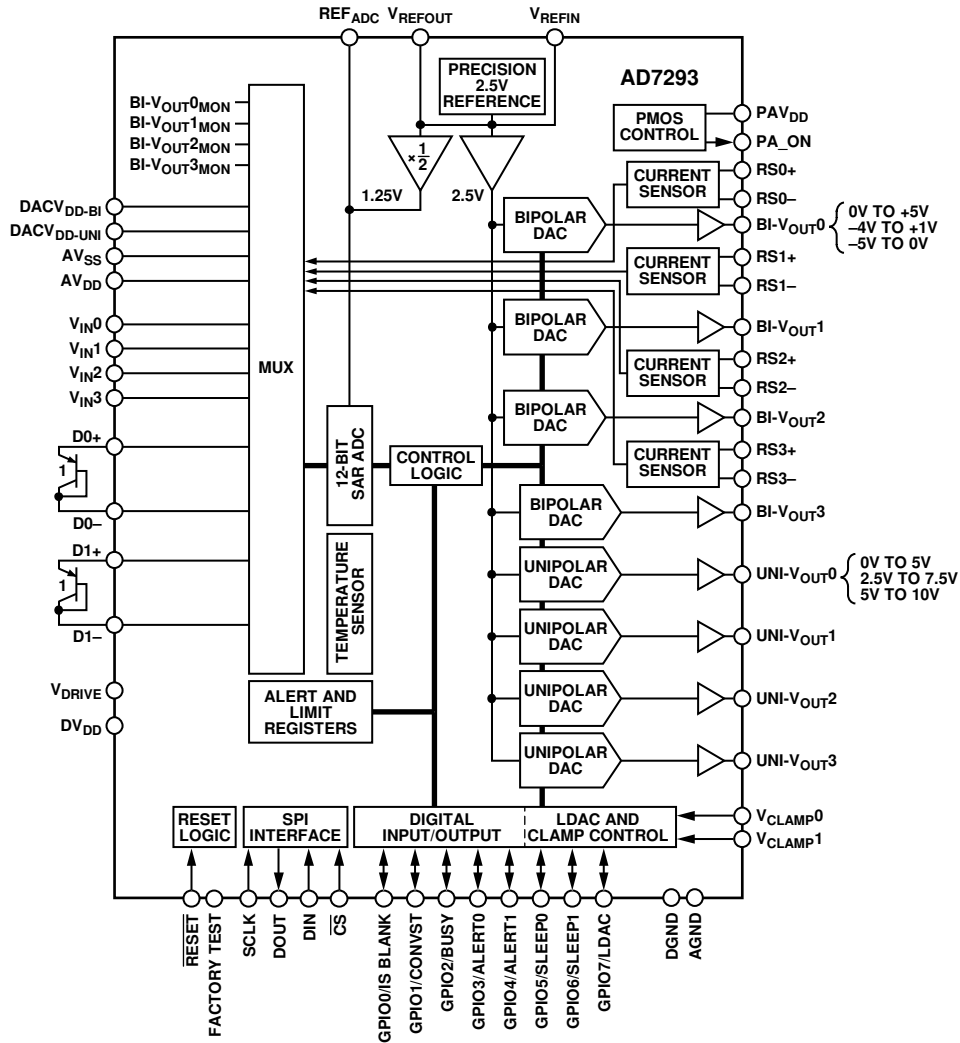 REFADC VREFOUT VREFIN
PRECISION
2.5V
REFERENCE
AD7293
BI-VOUT0MON
BI-VOUT1MON
BI-VOUT2MON
BI-VOUT3MON
×1/2
1.25V
2.5V
PMOS
CONTROL
PAVDD
PA_ON
CURRENT
SENSOR
RS0+
RS0–
DACVDD-BI
DACVDD-UNI
AVSS
AVDD
BIPOLAR
DAC
BI-VOUT0
0V TO +5V
–4V TO +1V
–5V TO 0V
CURRENT
SENSOR
RS1+
RS1–
VIN0
VIN1
VIN2
VIN3
MUX
BIPOLAR
DAC
BI-VOUT1
CURRENT
SENSOR
RS2+
RS2–
BIPOLAR
DAC
BI-VOUT2
D0+
1
D0–
12-BIT
SAR ADC
CONTROL
LOGIC
CURRENT
SENSOR
RS3+
RS3–
BIPOLAR
DAC
BI-VOUT3
D1+
1
D1–
TEMPERATURE
SENSOR
UNIPOLAR
DAC
UNI-VOUT0
0V TO 5V
2.5V TO 7.5V
5V TO 10V
UNIPOLAR
DAC
UNI-VOUT1
VDRIVE
DVDD
ALERT AND
LIMIT
REGISTERS
UNIPOLAR
DAC
UNI-VOUT2
UNIPOLAR
DAC
UNI-VOUT3
RESET
LOGIC
SPI
INTERFACE
DIGITAL
INPUT/OUTPUT
LDAC AND
CLAMP CONTROL
VCLAMP0
VCLAMP1
RESET
FACTORY TEST
SCLK
DOUT
DIN
CS
GPIO0/IS BLANK
GPIO1/CONVST
GPIO2/BUSY
GPIO3/ALERT0
GPIO4/ALERT1
GPIO5/SLEEP0
GPIO6/SLEEP1
GPIO7/LDAC
DGND
AGND